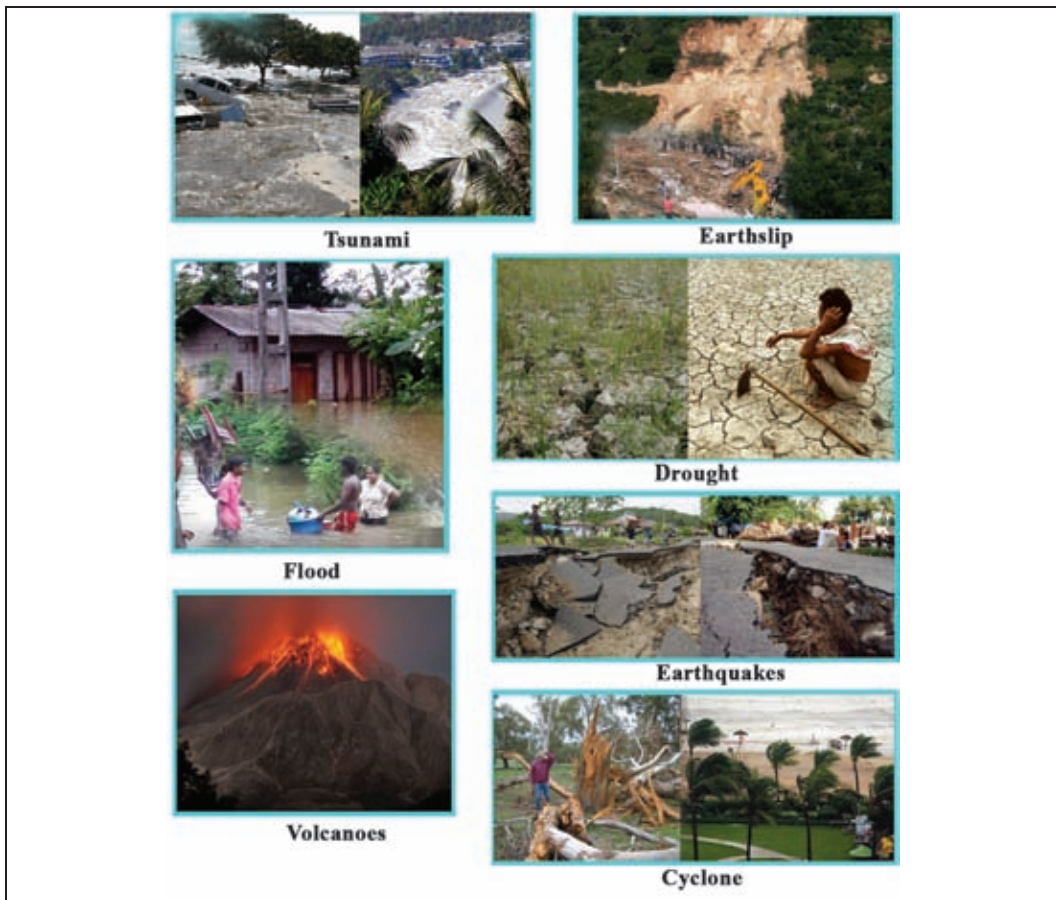 Tsunami
Earthslip
Flood
Drought
Earthquakes
Volcanoes
Cyclone